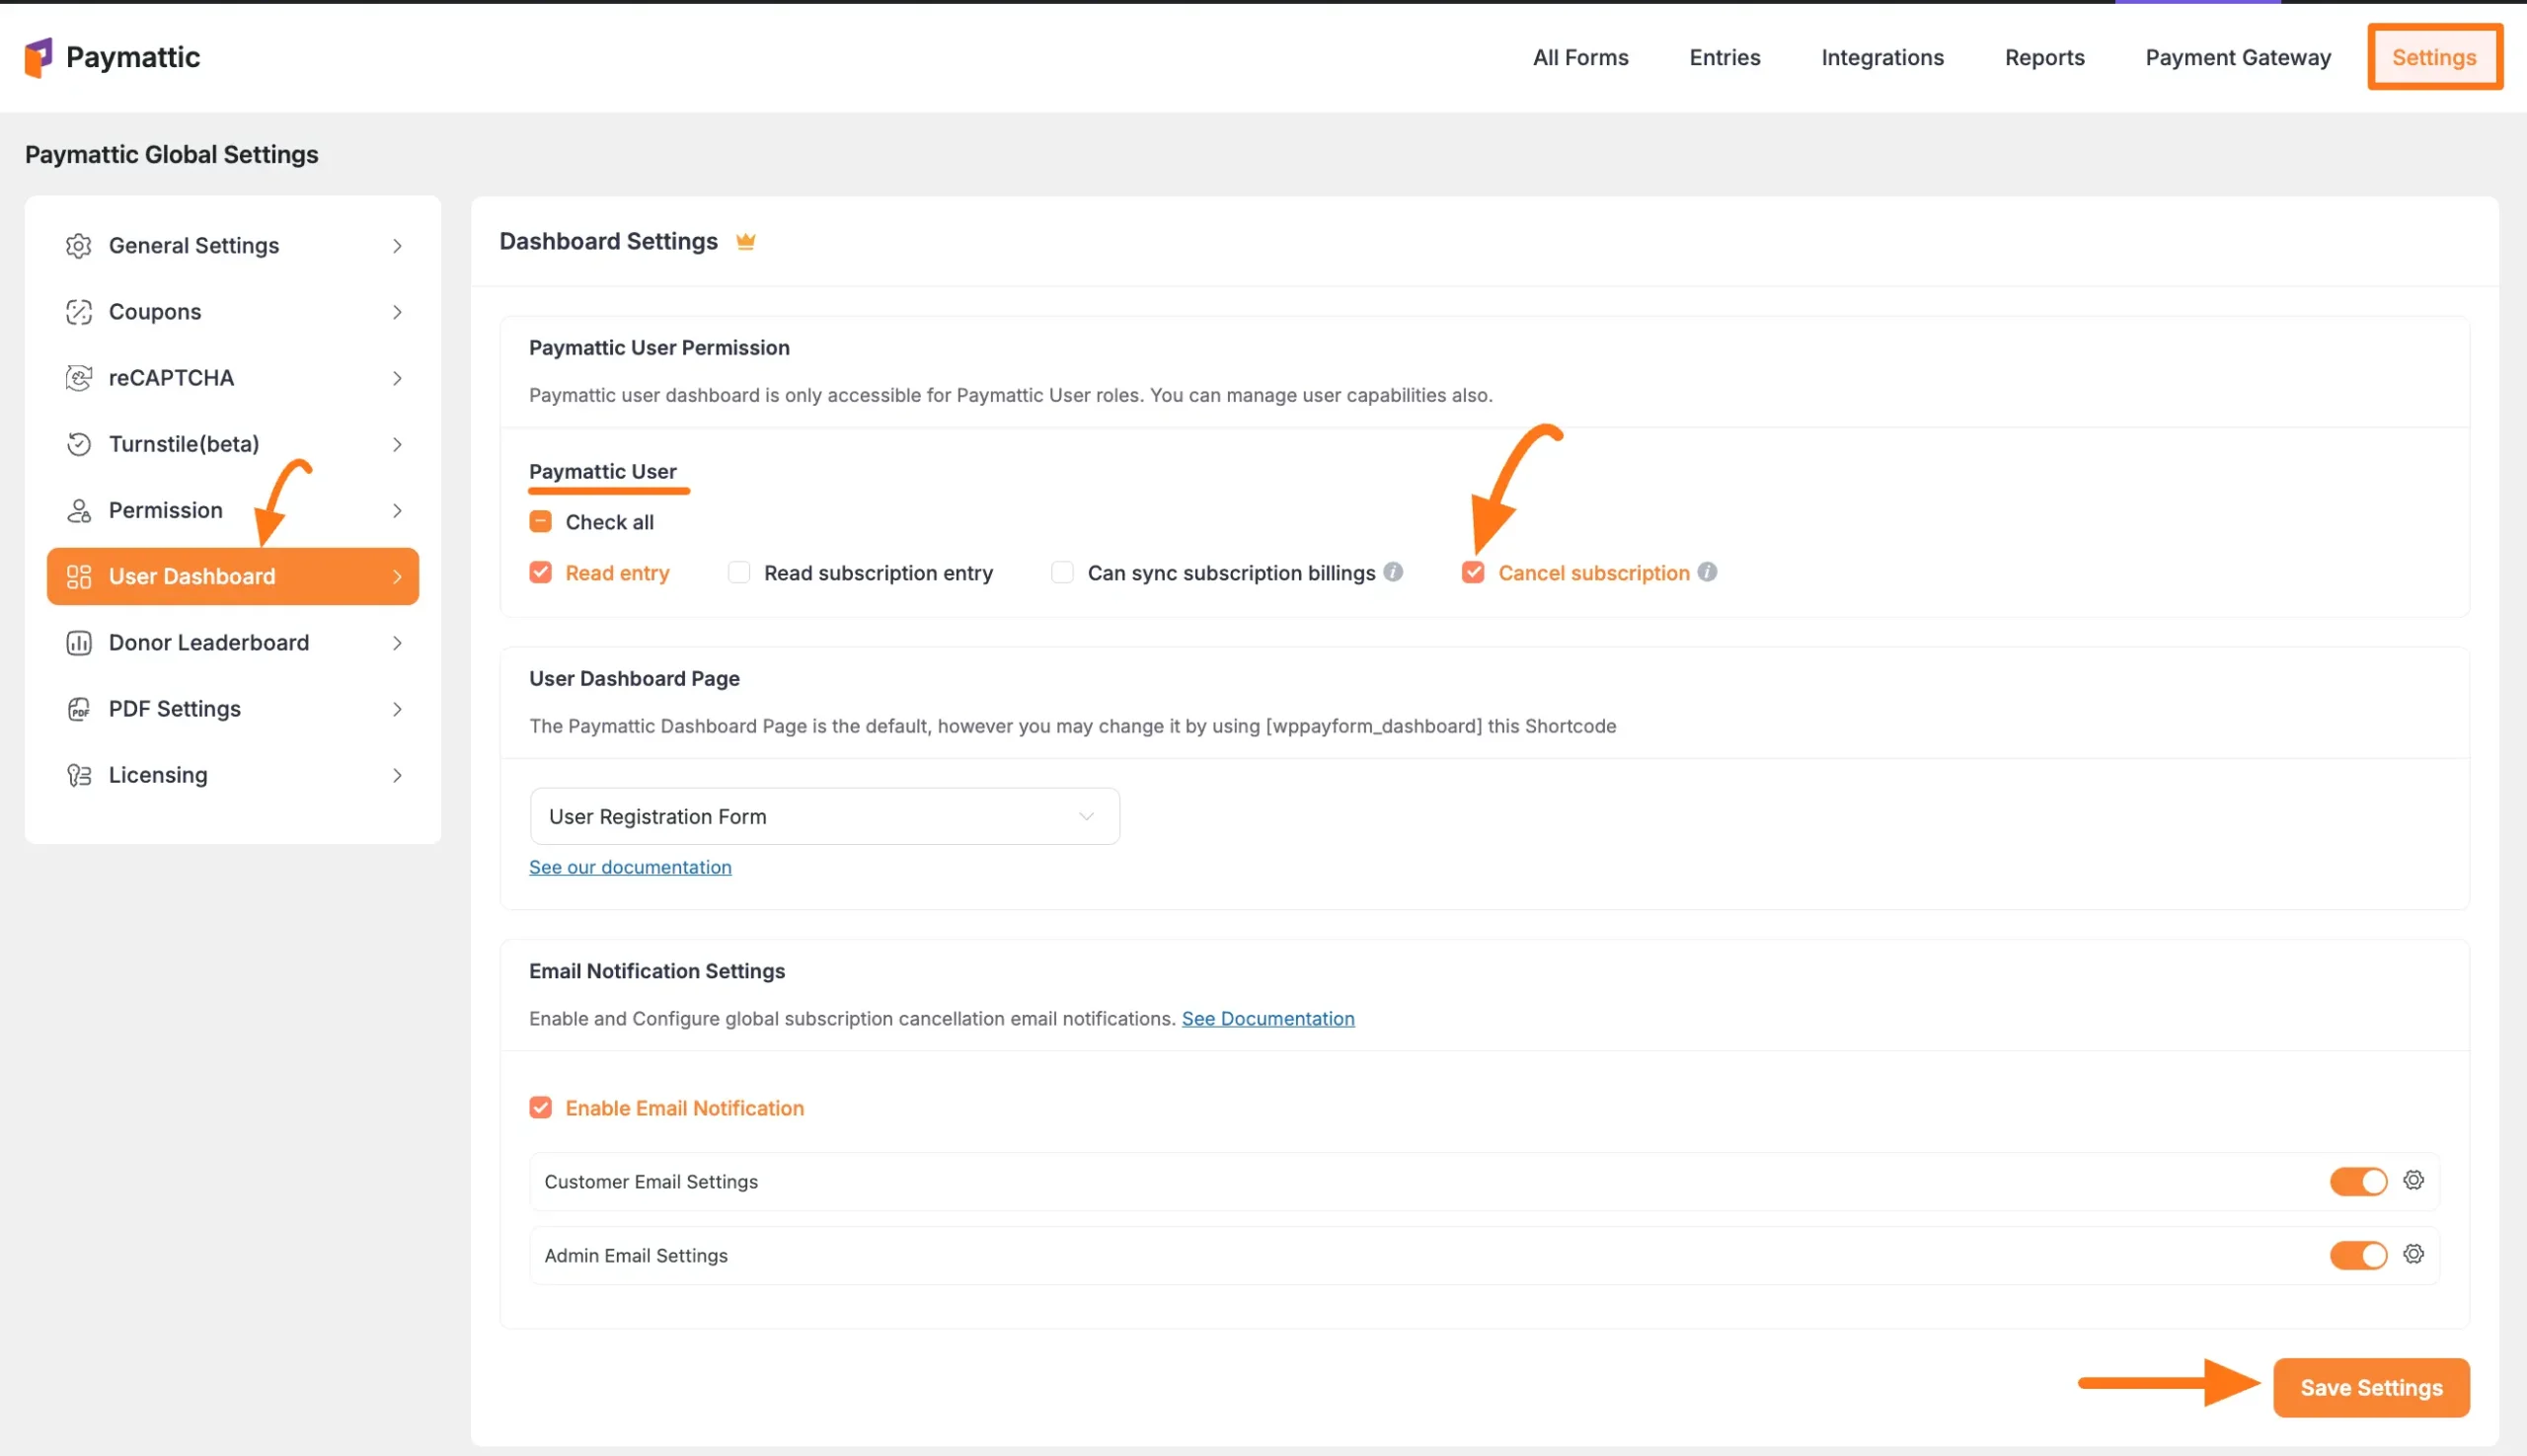 Paymattic
All Forms
Entries
Integrations
Reports
Payment Gateway
Settings
Paymattic Global Settings
General Settings
Coupons
reCAPTCHA
Turnstile(beta)
Permission
User Dashboard
Donor Leaderboard
PDF Settings
Licensing
Dashboard Settings
Paymattic User Permission
Paymattic user dashboard is only accessible for Paymattic User roles. You can manage user capabilities also.
Paymattic User
Check all
Read entry
Read subscription entry
Can sync subscription billings
Cancel subscription
User Dashboard Page
The Paymattic Dashboard Page is the default, however you may change it by using [wppayform_dashboard] this Shortcode
User Registration Form
See our documentation
Email Notification Settings
Enable and Configure global subscription cancellation email notifications. See Documentation
Enable Email Notification
Customer Email Settings
Admin Email Settings
Save Settings